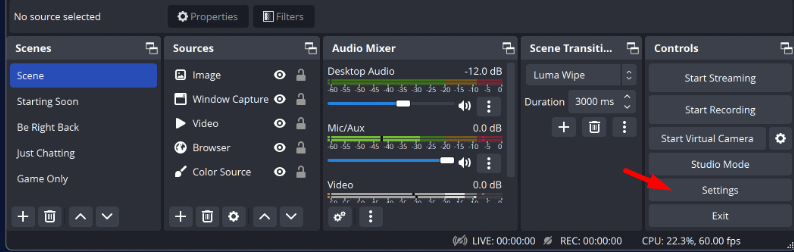 No source selected
Properties
Filters
Scenes
Scene
Starting Soon
Be Right Back
Just Chatting
Game Only
Sources
Image
Window Capture
Video
Browser
Color Source
Audio Mixer
Desktop Audio -12.0 dB
-60 -55 -50 -45 -40 -35 -30 -25 -20 -15 -10 -5 0
Mic/Aux 0.0 dB
-60 -55 -50 -45 -40 -35 -30 -25 -20 -15 -10 -5 0
Video 0.0 dB
Scene Transiti...
Luma Wipe
Duration 3000 ms
Controls
Start Streaming
Start Recording
Start Virtual Camera
Studio Mode
Settings
Exit
LIVE: 00:00:00 REC: 00:00:00 CPU: 22.3%, 60.00 fps